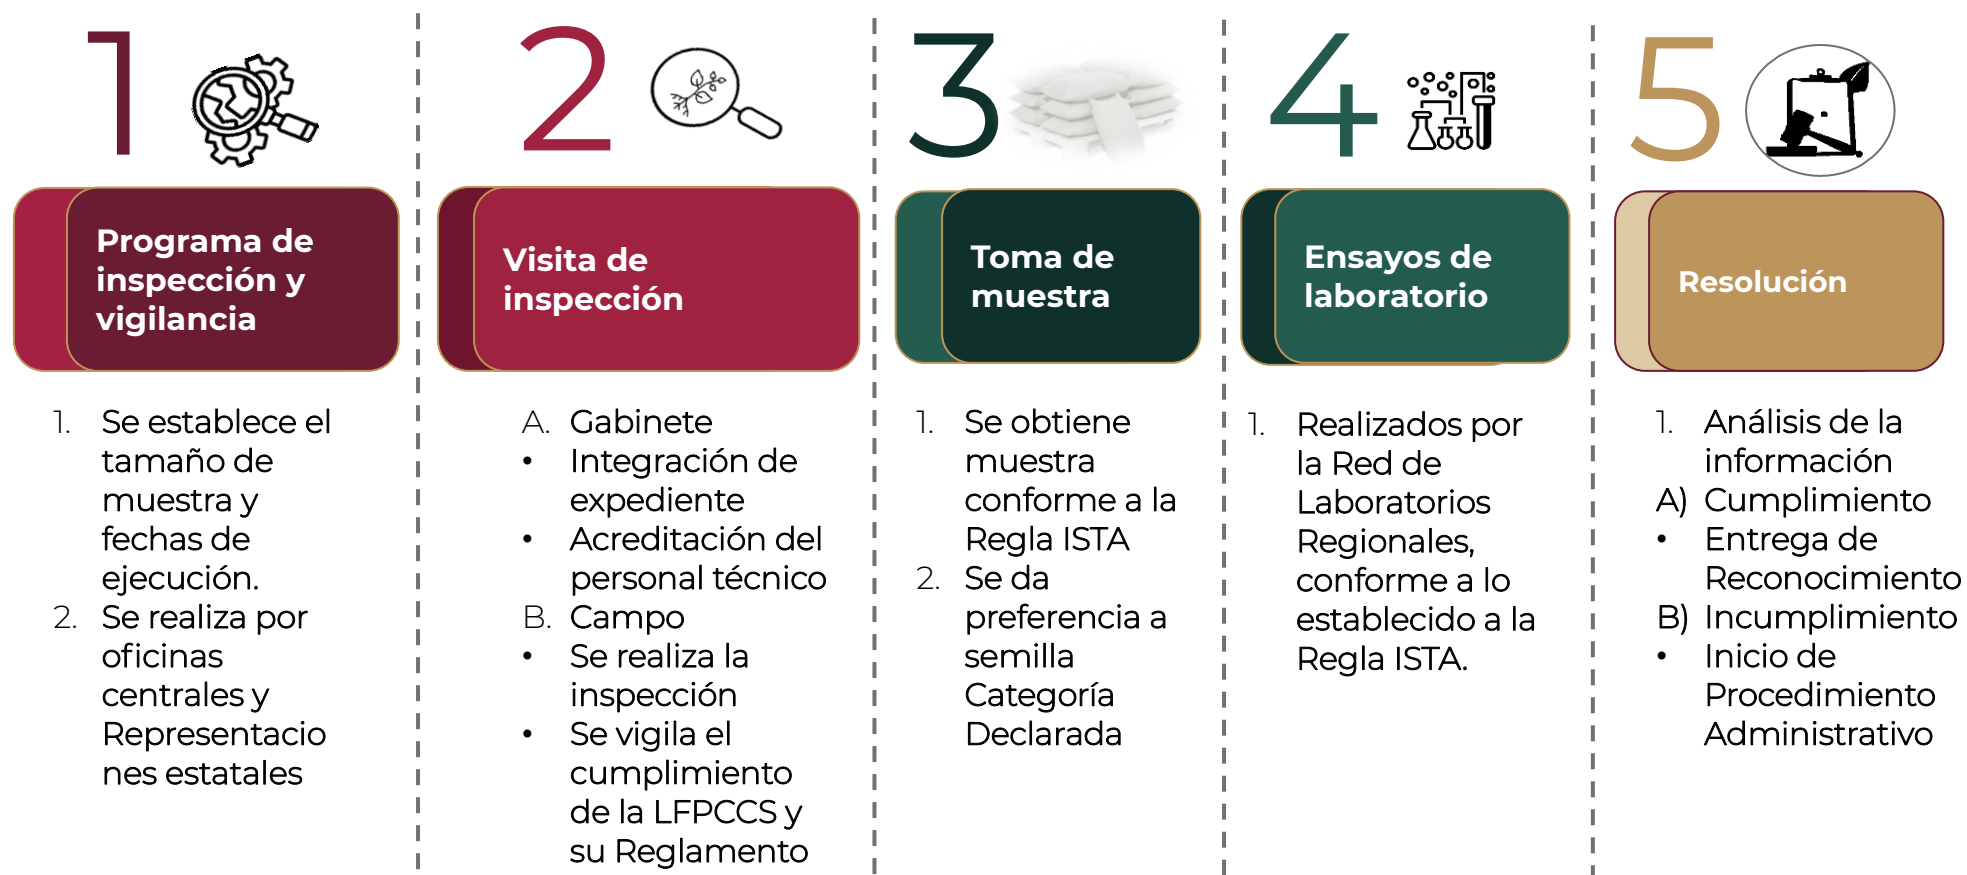 1
Programa de
inspección y
vigilancia
1. Se establece el
tamaño de
muestra y
fechas de
ejecución.
2. Se realiza por
oficinas
centrales y
Representacio
nes estatales
2
Visita de
inspección
A. Gabinete
• Integración de
expediente
• Acreditación del
personal técnico
B. Campo
• Se realiza la
inspección
• Se vigila el
cumplimiento
de la LFPCCS y
su Reglamento
3
Toma de
muestra
1. Se obtiene
muestra
conforme a la
Regla ISTA
2. Se da
preferencia a
semilla
Categoría
Declarada
4
Ensayos de
laboratorio
1. Realizados por
la Red de
Laboratorios
Regionales,
conforme a lo
establecido a la
Regla ISTA.
5
Resolución
1. Análisis de la
información
A) Cumplimiento
• Entrega de
Reconocimiento
B) Incumplimiento
• Inicio de
Procedimiento
Administrativo